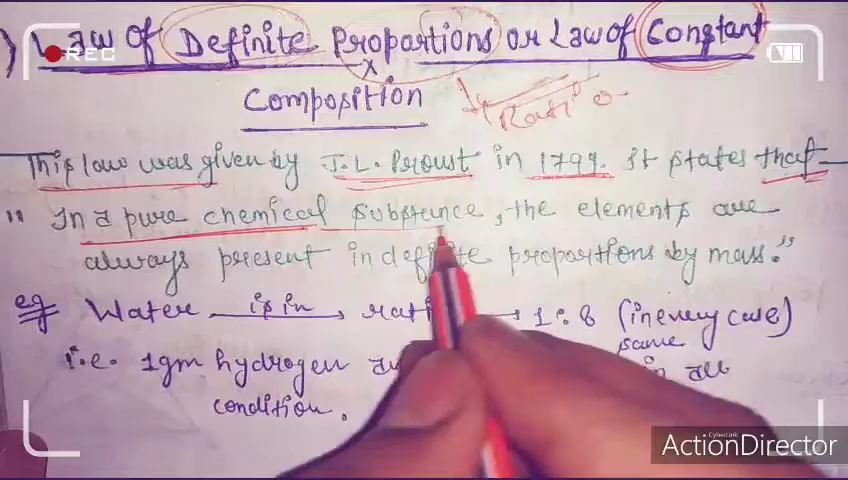 ) Law of Definite Proportions or Law of Constant
REC
Composition
Ratio
This law was given by J.L. Proust in 1799. it states that
" In a pure chemical substance, the elements are
always present in definite proportions by mass."
eg Water is in ratio 1:8 (in every case)
same
i.e. 1gm hydrogen in all
condition.
CyberLink
ActionDirector